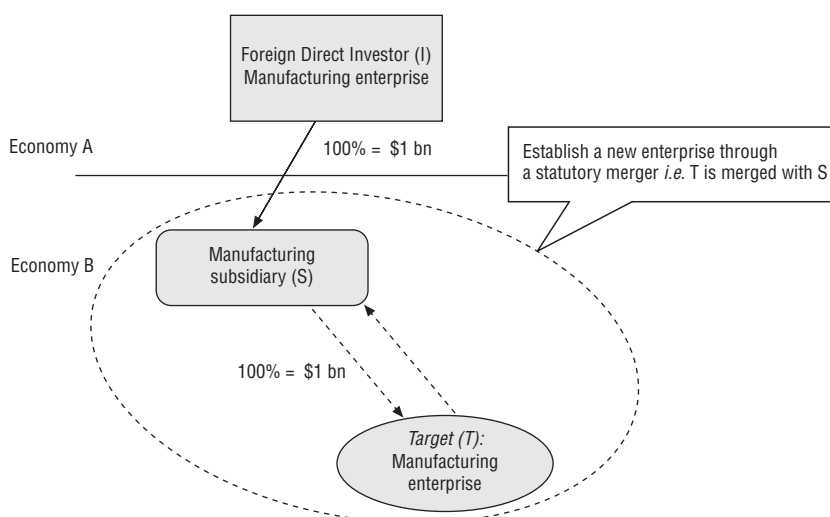 Foreign Direct Investor (I)
Manufacturing enterprise
Economy A
100% = $1 bn
Establish a new enterprise through
a statutory merger i.e. T is merged with S
Economy B
Manufacturing
subsidiary (S)
100% = $1 bn
Target (T):
Manufacturing
enterprise